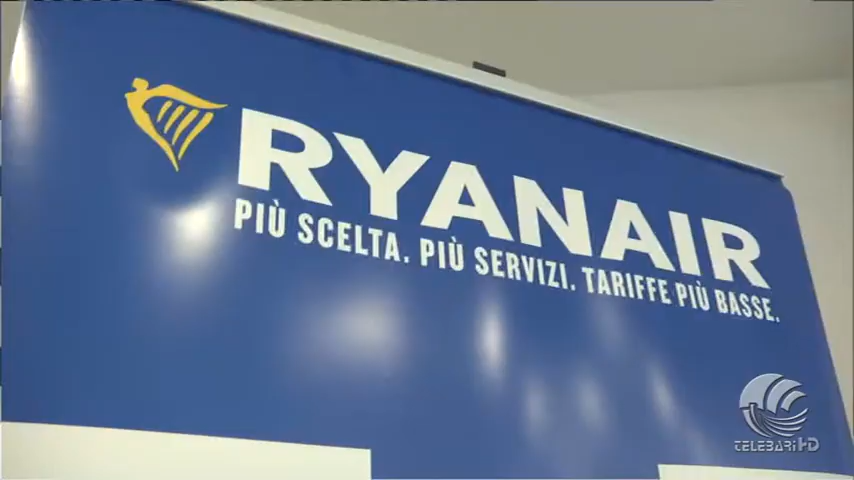 RYANAIR
PIÙ SCELTA. PIÙ SERVIZI. TARIFFE PIÙ BASSE.
TELEBARI HD